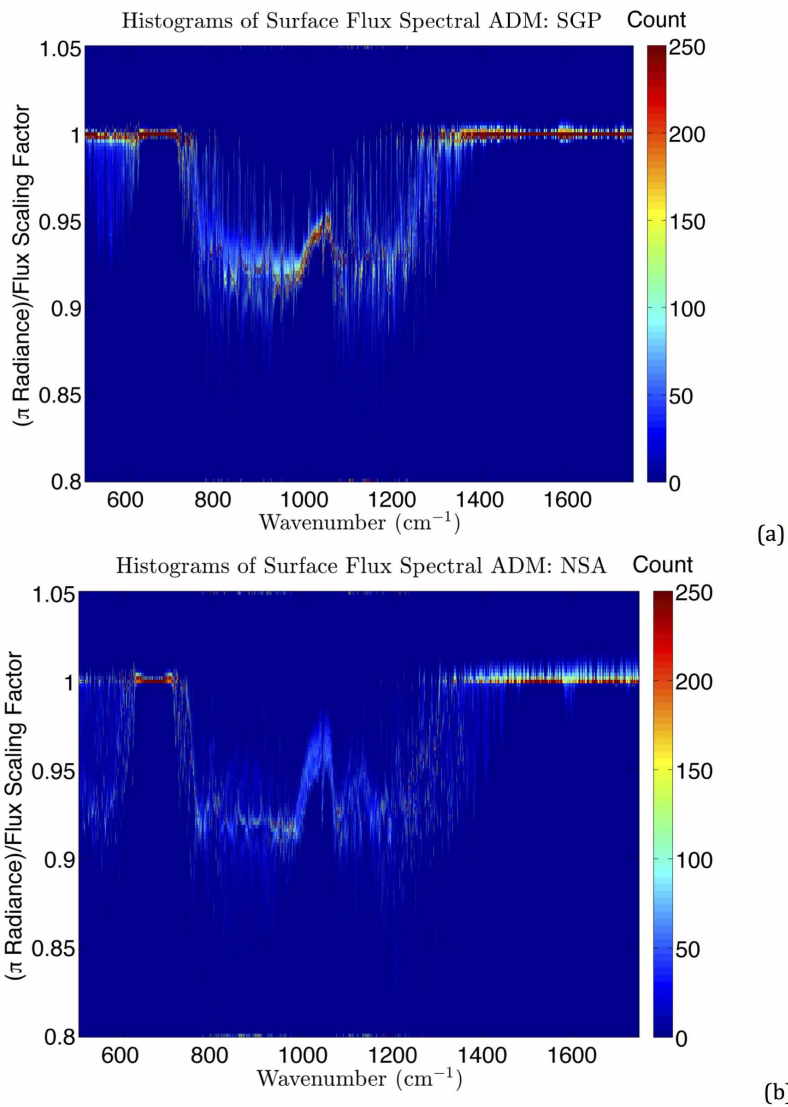 Histograms of Surface Flux Spectral ADM: SGP Count
1.05
1
0.95
0.9
0.85
0.8
(π Radiance)/Flux Scaling Factor
600 800 1000 1200 1400 1600
Wavenumber (cm⁻¹)
250
200
150
100
50
0
(a)
Histograms of Surface Flux Spectral ADM: NSA Count
1.05
1
0.95
0.9
0.85
0.8
(π Radiance)/Flux Scaling Factor
600 800 1000 1200 1400 1600
Wavenumber (cm⁻¹)
250
200
150
100
50
0
(b)